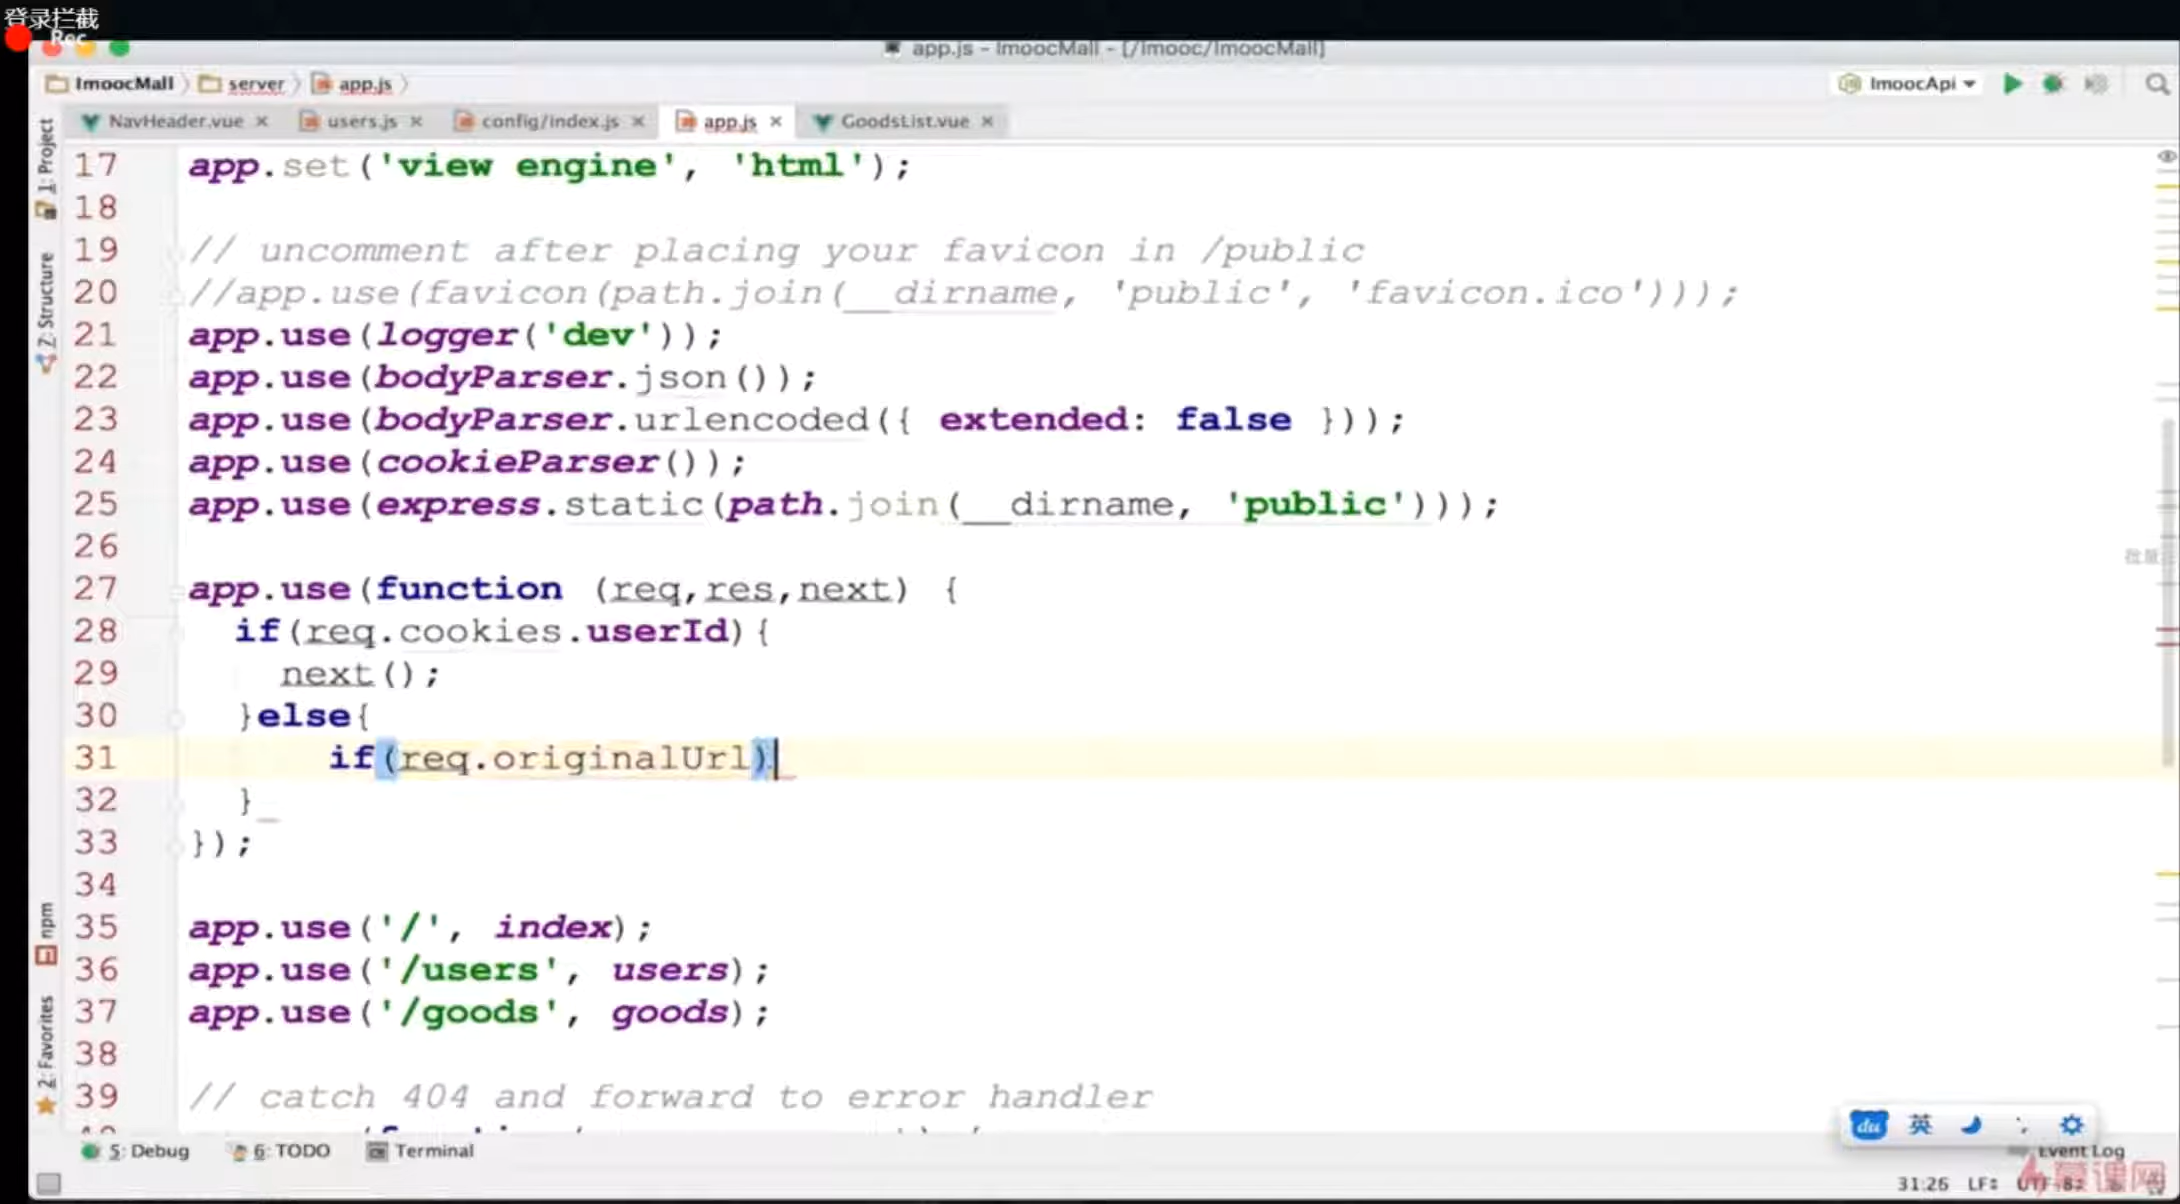 登录拦截
Rec
app.js - ImoocMall - [/Imooc/ImoocMall]
ImoocMall server app.js ImoocApi
NavHeader.vue users.js config/index.js app.js GoodsList.vue
1: Project
Z: Structure
npm
2: Favorites
17 app.set('view engine', 'html');
18
19 // uncomment after placing your favicon in /public
20 //app.use(favicon(path.join(__dirname, 'public', 'favicon.ico')));
21 app.use(logger('dev'));
22 app.use(bodyParser.json());
23 app.use(bodyParser.urlencoded({ extended: false }));
24 app.use(cookieParser());
25 app.use(express.static(path.join(__dirname, 'public')));
26
27 app.use(function (req,res,next) {
28 if(req.cookies.userId){
29 next();
30 }else{
31 if(req.originalUrl)
32 }
33 });
34
35 app.use('/', index);
36 app.use('/users', users);
37 app.use('/goods', goods);
38
39 // catch 404 and forward to error handler
du 英
5: Debug 6: TODO Terminal Event Log
31:26 LF÷ UTF-8÷
慕课网